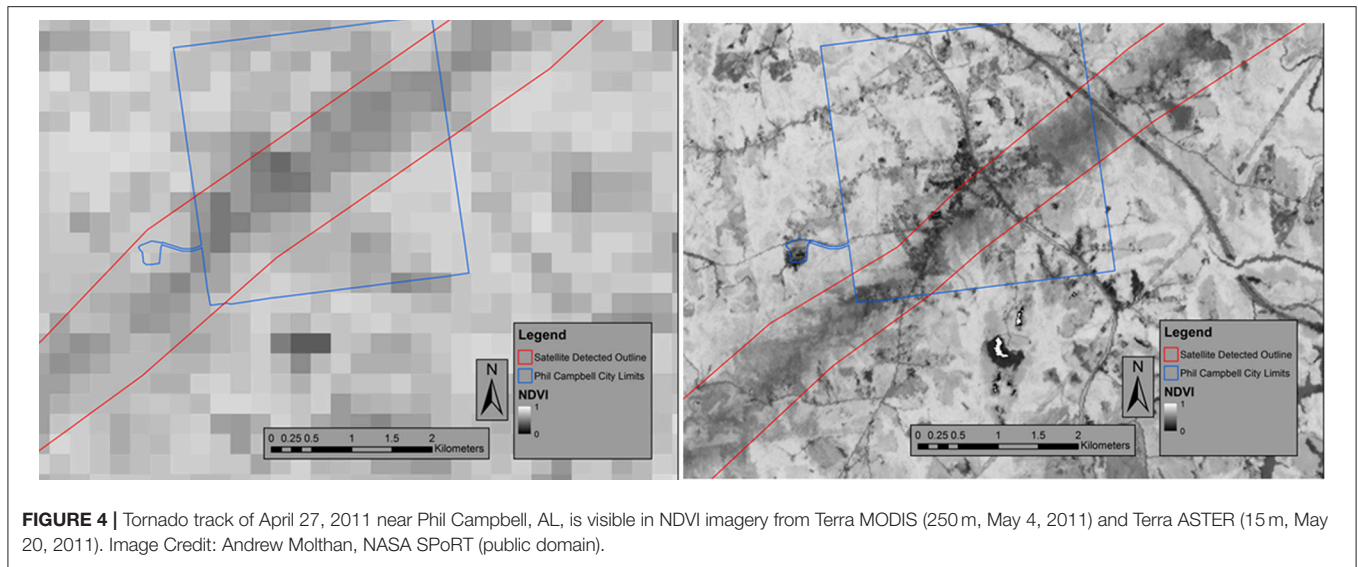 Legend
Satellite Detected Outline
Phil Campbell City Limits
NDVI
1
0
N
0 0.25 0.5 1 1.5 2
Kilometers
Legend
Satellite Detected Outline
Phil Campbell City Limits
NDVI
1
0
N
0 0.25 0.5 1 1.5 2
Kilometers
FIGURE 4 | Tornado track of April 27, 2011 near Phil Campbell, AL, is visible in NDVI imagery from Terra MODIS (250 m, May 4, 2011) and Terra ASTER (15 m, May
20, 2011). Image Credit: Andrew Molthan, NASA SPoRT (public domain).